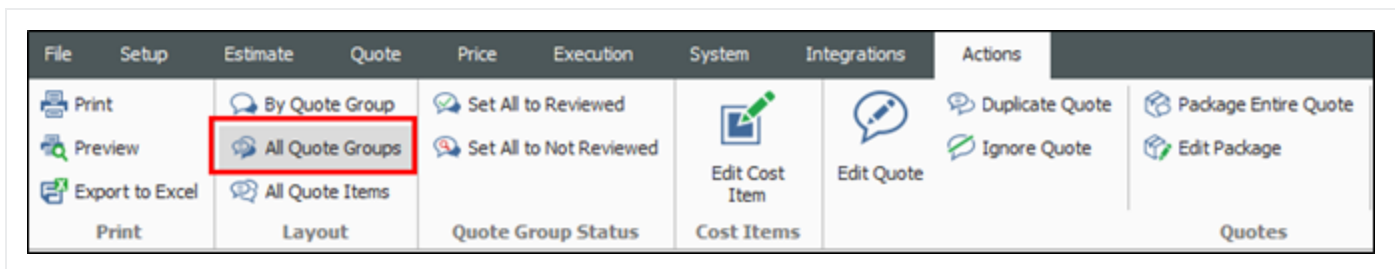 File Setup Estimate Quote Price Execution System Integrations Actions
Print By Quote Group Set All to Reviewed Duplicate Quote Package Entire Quote
Preview All Quote Groups Set All to Not Reviewed Ignore Quote Edit Package
Edit Cost Item
Edit Quote
Export to Excel All Quote Items
Print Layout Quote Group Status Cost Items Quotes